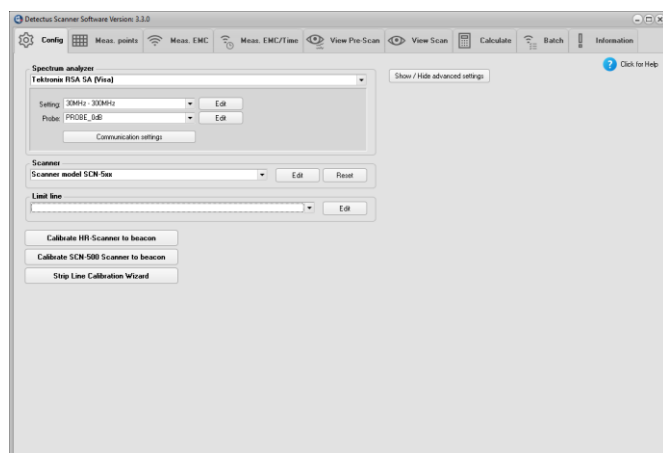 Detectus Scanner Software Version: 3.3.0
Config Meas. points Meas. EMC Meas. EMC/Time View Pre-Scan View Scan Calculate Batch Information
Click for Help
Spectrum analyzer
Tektronix RSA SA (Visa)
Show / Hide advanced settings
Setting: 30MHz - 300MHz Edit
Probe: PROBE_0dB Edit
Communication settings
Scanner
Scanner model SCN-5xx Edit Reset
Limit line
Edit
Calibrate HR-Scanner to beacon
Calibrate SCN-500 Scanner to beacon
Strip Line Calibration Wizard